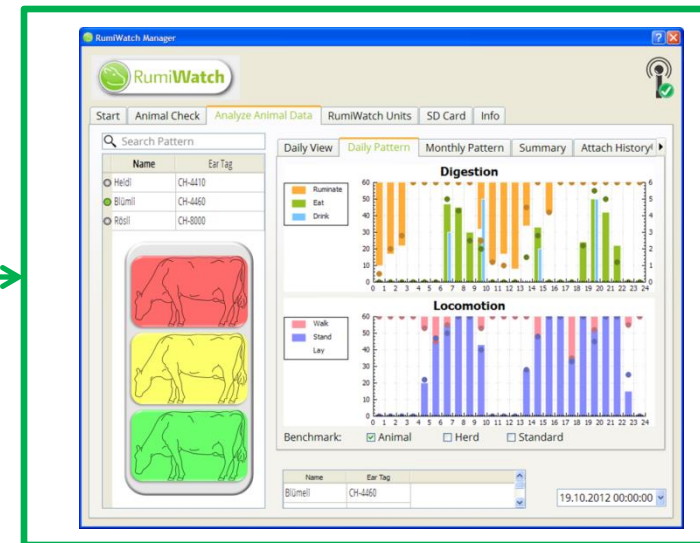 RumiWatch Manager
RumiWatch
Start Animal Check Analyze Animal Data RumiWatch Units SD Card Info
Search Pattern
Name Ear Tag
Heidi CH-4410
Blümli CH-4460
Rösli CH-8000
Daily View Daily Pattern Monthly Pattern Summary Attach History
Digestion
Ruminate
Eat
Drink
60 50 40 30 20 10 0
6 5 4 3 2 1 0
0 1 2 3 4 5 6 7 8 9 10 11 12 13 14 15 16 17 18 19 20 21 22 23 24
Locomotion
Walk
Stand
Lay
60 50 40 30 20 10 0
0 1 2 3 4 5 6 7 8 9 10 11 12 13 14 15 16 17 18 19 20 21 22 23 24
Benchmark: Animal Herd Standard
Name Ear Tag
Blümeli CH-4460
19.10.2012 00:00:00